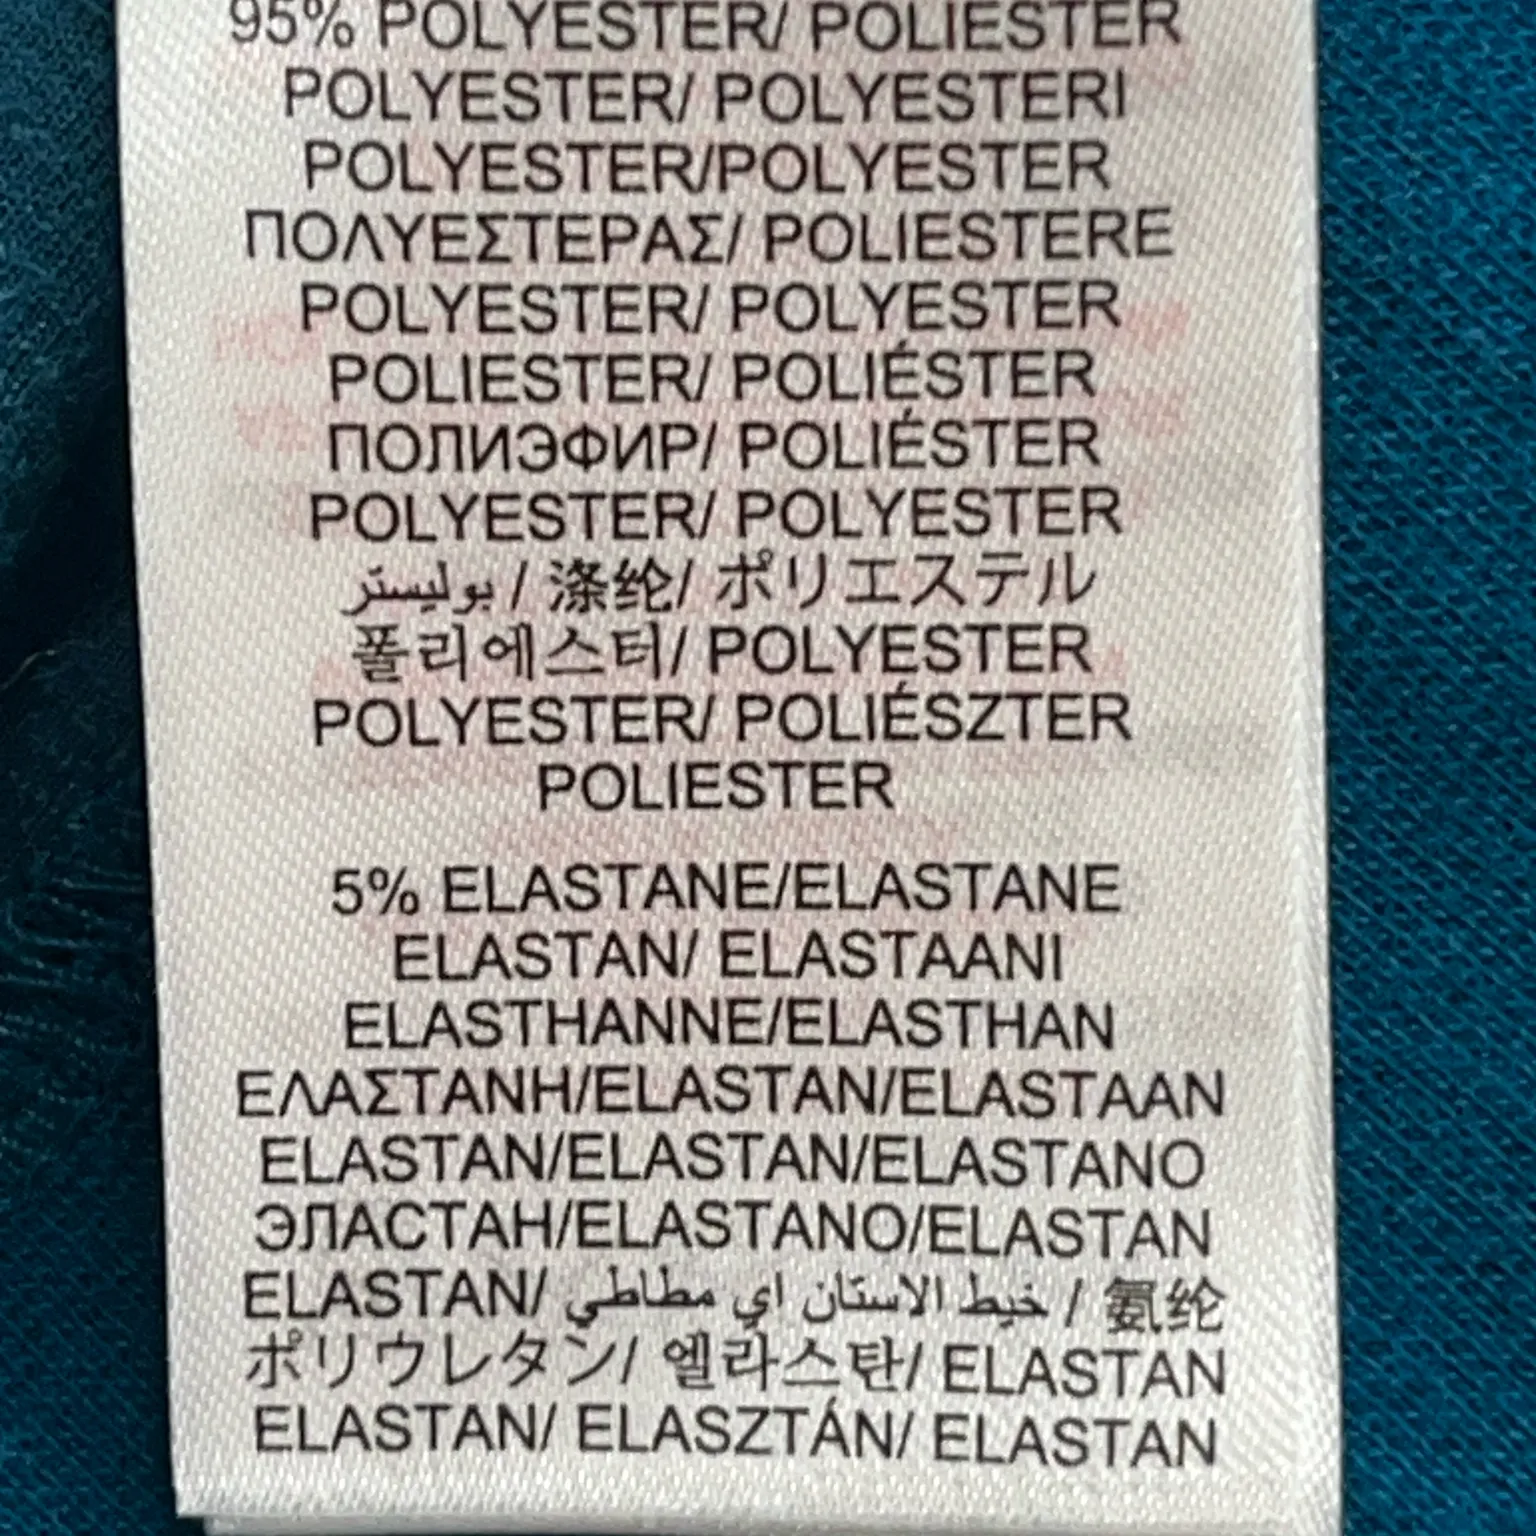 95% POLYESTER/ POLIESTER
POLYESTER/ POLYESTERI
POLYESTER/POLYESTER
ΠΟΛΥΕΣΤΕΡΑΣ/ POLIESTERE
POLYESTER/ POLYESTER
POLIESTER/ POLIÉSTER
ПОЛИЭФИР/ POLIÉSTER
POLYESTER/ POLYESTER
بوليستر / 涤纶/ ポリエステル
폴리에스터/ POLYESTER
POLYESTER/ POLIÉSZTER
POLIESTER
5% ELASTANE/ELASTANE
ELASTAN/ ELASTAANI
ELASTHANNE/ELASTHAN
ΕΛΑΣΤΑΝΗ/ELASTAN/ELASTAAN
ELASTAN/ELASTAN/ELASTANO
ЭЛАСТАН/ELASTANO/ELASTAN
ELASTAN/ خيط الاستان اي مطاطي / 氨纶
ポリウレタン/ 엘라스탄/ ELASTAN
ELASTAN/ ELASZTÁN/ ELASTAN